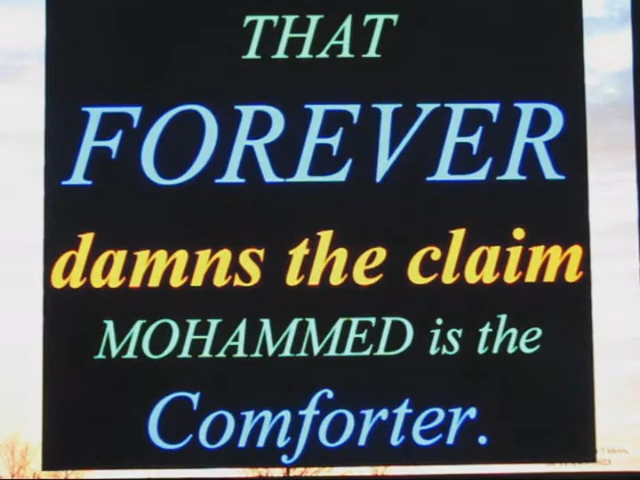 THAT
FOREVER
damns the claim
MOHAMMED is the
Comforter.